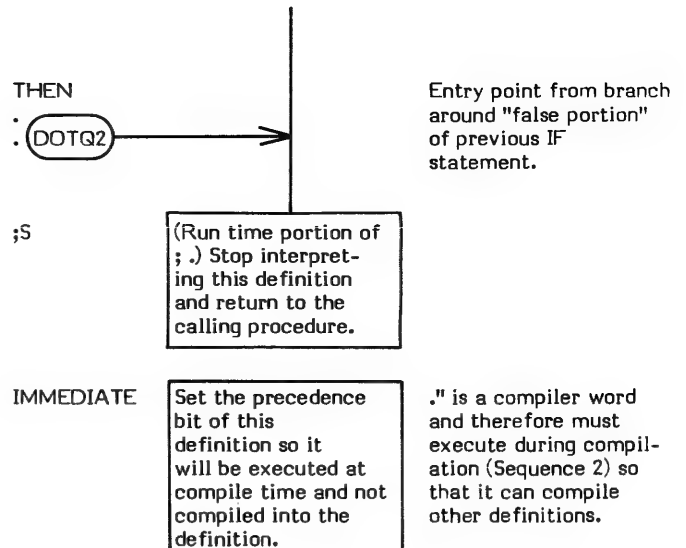 THEN
: DOTQ2
Entry point from branch
around "false portion"
of previous IF
statement.
;S
(Run time portion of
; .) Stop interpret-
ing this definition
and return to the
calling procedure.
IMMEDIATE
Set the precedence
bit of this
definition so it
will be executed at
compile time and not
compiled into the
definition.
." is a compiler word
and therefore must
execute during compil-
ation (Sequence 2) so
that it can compile
other definitions.